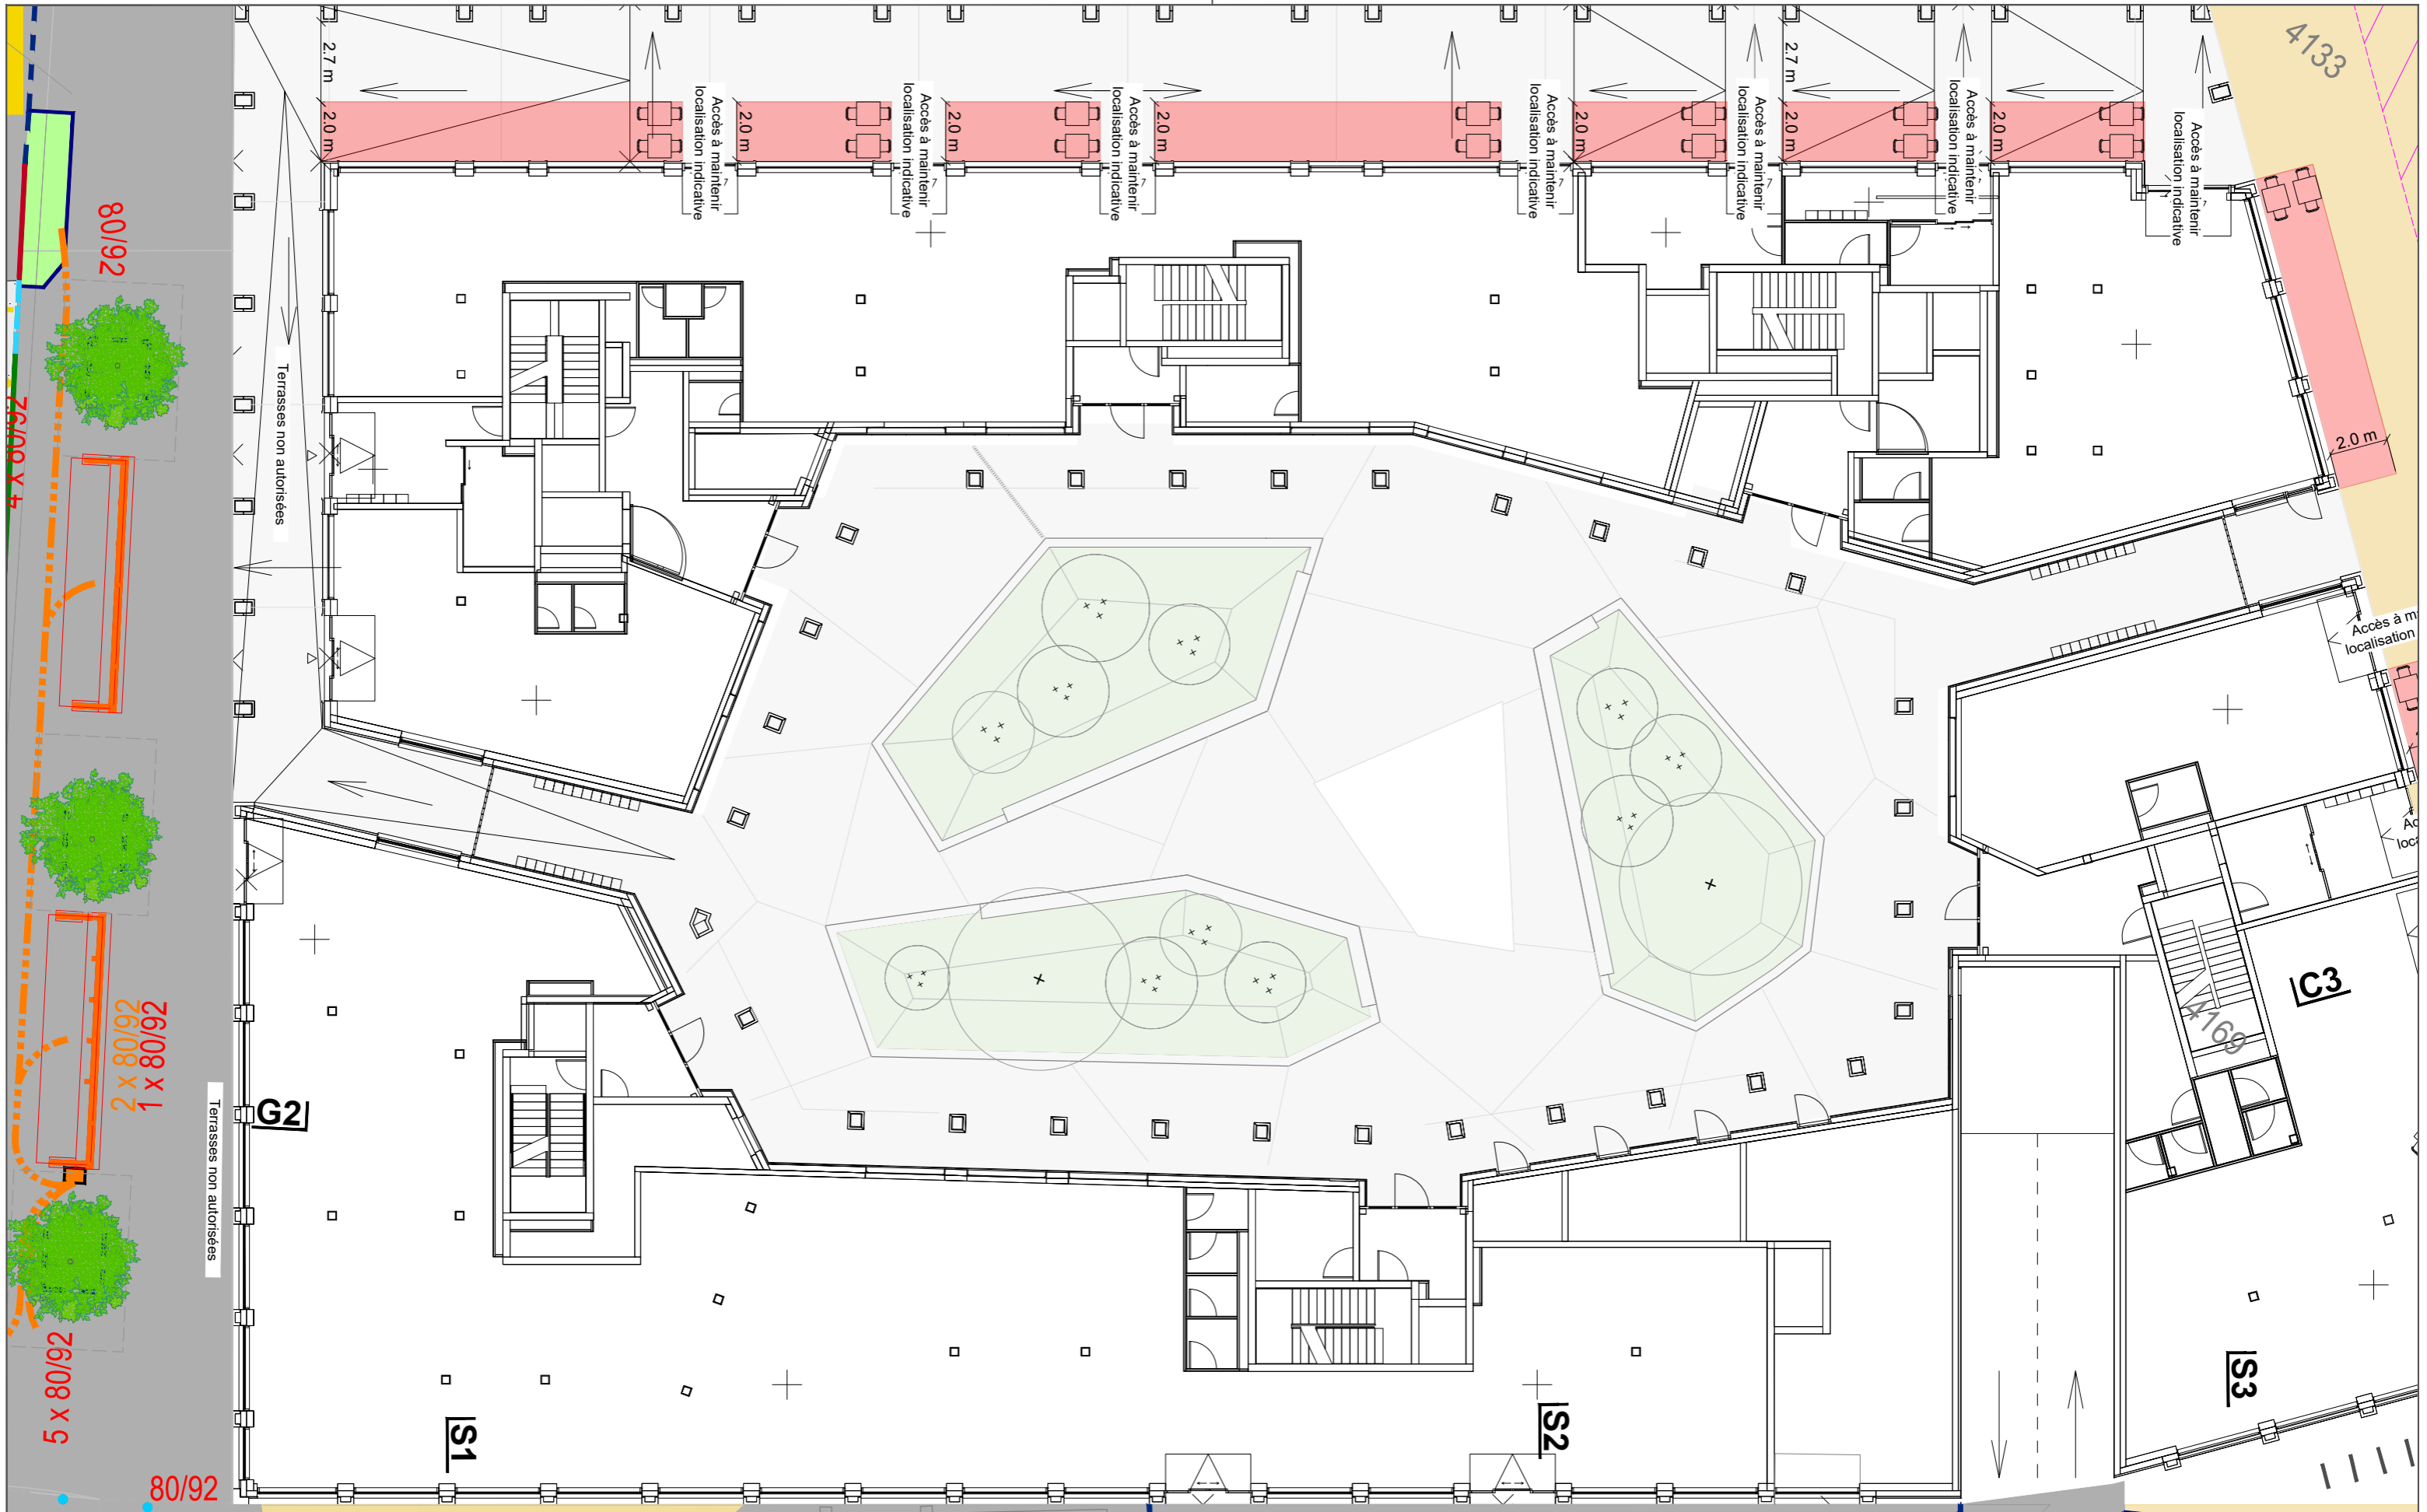 4133
2.7 m
2.7 m
2.0 m
2.0 m
2.0 m
2.0 m
2.0 m
2.0 m
2.0 m
Accès à maintenir
localisation indicative
Accès à maintenir
localisation indicative
Accès à maintenir
localisation indicative
Accès à maintenir
localisation indicative
Accès à maintenir
localisation indicative
Accès à maintenir
localisation indicative
Accès à maintenir
localisation indicative
80/92
4 x 80/92
Terrasses non autorisées
2.0 m
Accès à m
localisation
Ac
loca
C3
4169
2 x 80/92
1 x 80/92
G2
Terrasses non autorisées
5 x 80/92
S1
S2
S3
80/92